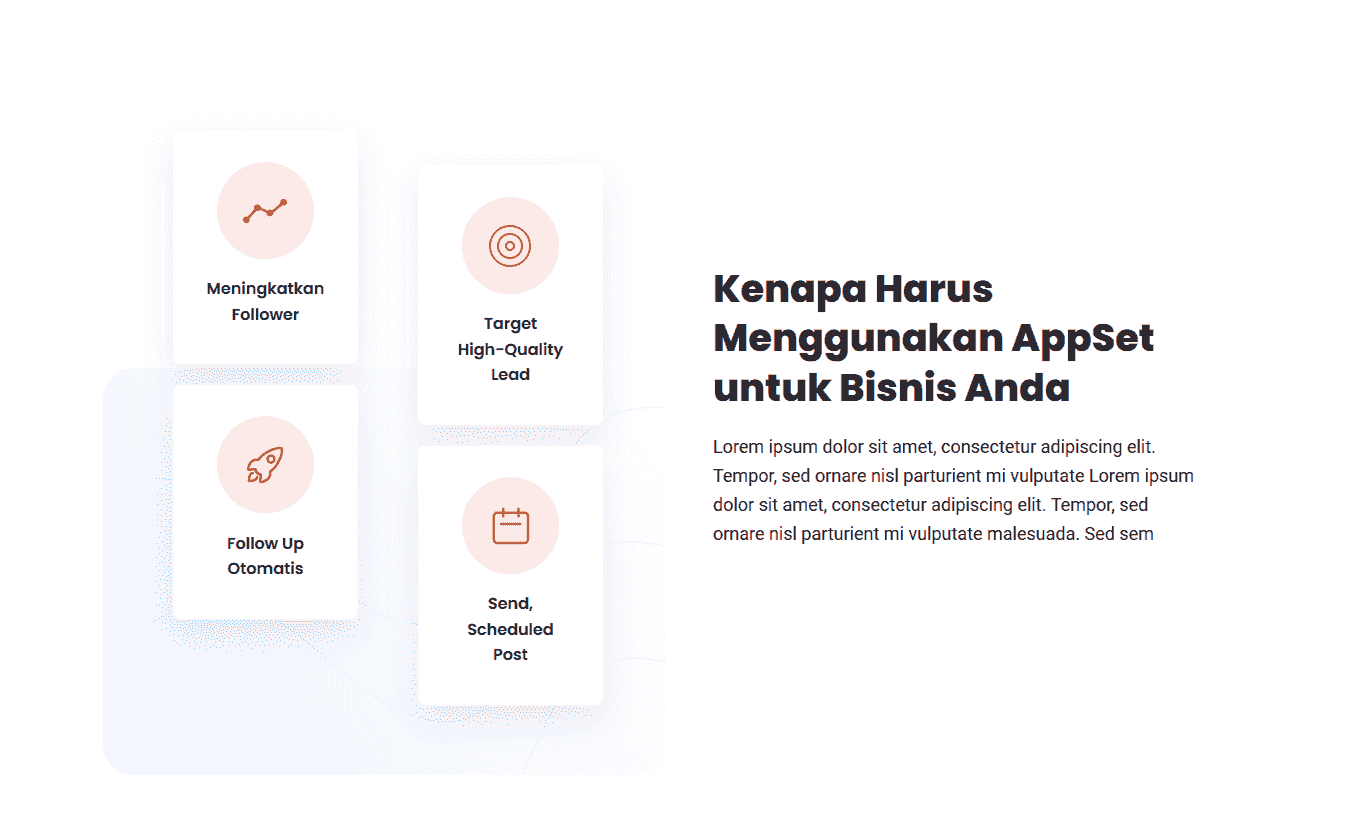 Meningkatkan
Follower
Target
High-Quality
Lead
Follow Up
Otomatis
Send,
Scheduled
Post
Kenapa Harus
Menggunakan AppSet
untuk Bisnis Anda
Lorem ipsum dolor sit amet, consectetur adipiscing elit.
Tempor, sed ornare nisl parturient mi vulputate Lorem ipsum
dolor sit amet, consectetur adipiscing elit. Tempor, sed
ornare nisl parturient mi vulputate malesuada. Sed sem